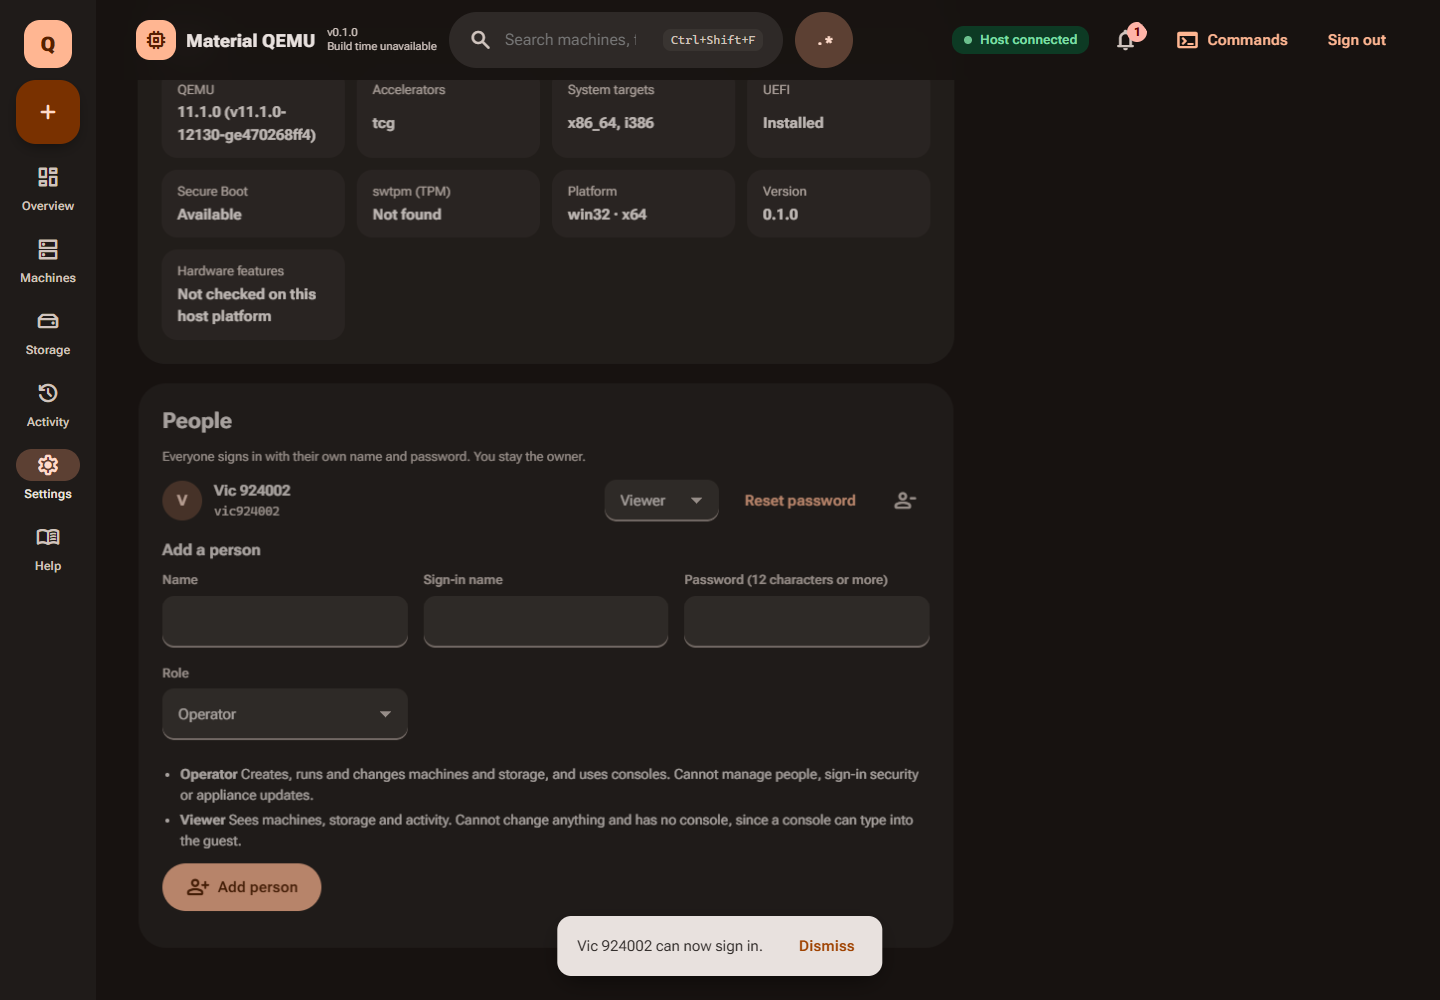 Q
Material QEMU
v0.1.0
Build time unavailable
Search machines,
Ctrl+Shift+F
.*
Host connected
1
Commands
Sign out
+
Overview
Machines
Storage
Activity
Settings
Help
QEMU
11.1.0 (v11.1.0-
12130-ge470268ff4)
Accelerators
tcg
System targets
x86_64, i386
UEFI
Installed
Secure Boot
Available
swtpm (TPM)
Not found
Platform
win32 · x64
Version
0.1.0
Hardware features
Not checked on this
host platform
People
Everyone signs in with their own name and password. You stay the owner.
V
Vic 924002
vic924002
Viewer
Reset password
Add a person
Name
Sign-in name
Password (12 characters or more)
Role
Operator
• Operator Creates, runs and changes machines and storage, and uses consoles. Cannot manage people, sign-in security
or appliance updates.
• Viewer Sees machines, storage and activity. Cannot change anything and has no console, since a console can type into
the guest.
Add person
Vic 924002 can now sign in.
Dismiss